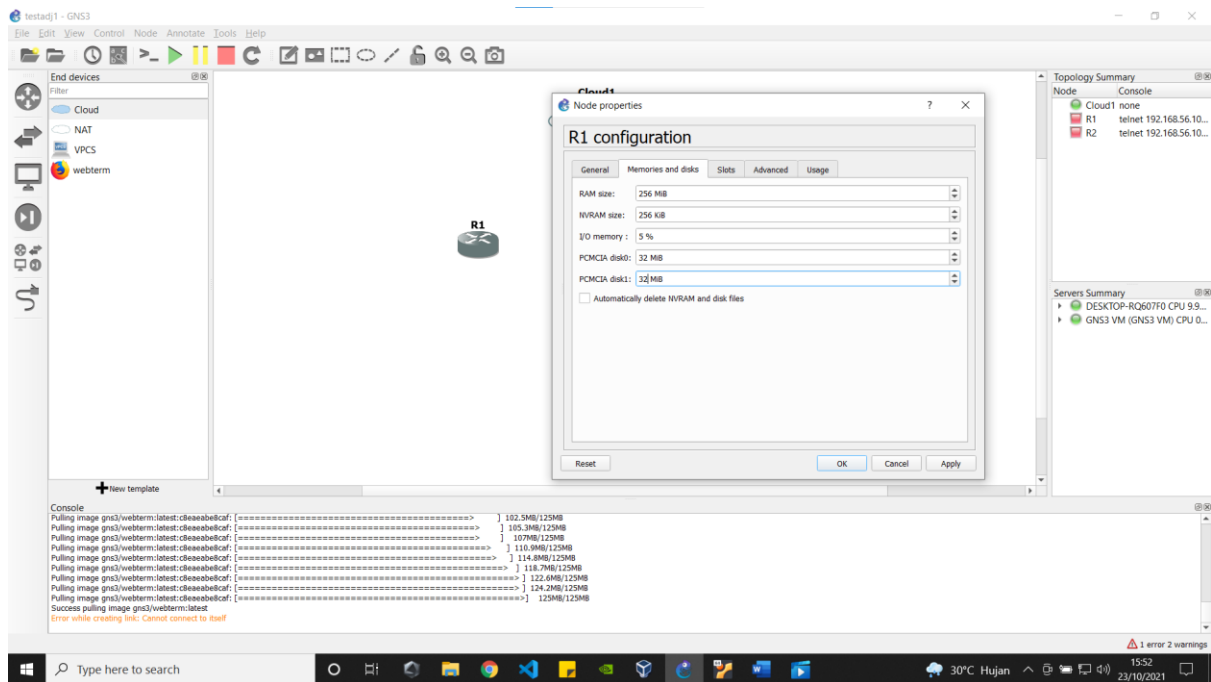 testadj1 - GNS3
File Edit View Control Node Annotate Tools Help
End devices
Filter
Cloud
NAT
VPCS
webterm
New template
Cloud1
R1
Node properties
? ×
R1 configuration
General Memories and disks Slots Advanced Usage
RAM size: 256 MiB
NVRAM size: 256 KiB
I/O memory : 5 %
PCMCIA disk0: 32 MiB
PCMCIA disk1: 32 MiB
Automatically delete NVRAM and disk files
Reset OK Cancel Apply
Topology Summary
Node Console
Cloud1 none
R1 telnet 192.168.56.10...
R2 telnet 192.168.56.10...
Servers Summary
DESKTOP-RQ607F0 CPU 9.9...
GNS3 VM (GNS3 VM) CPU 0...
Console
Pulling image gns3/webterm:latest:c8eaeabe8caf: [===============================================> ] 102.5MB/125MB
Pulling image gns3/webterm:latest:c8eaeabe8caf: [================================================> ] 105.3MB/125MB
Pulling image gns3/webterm:latest:c8eaeabe8caf: [================================================> ] 107MB/125MB
Pulling image gns3/webterm:latest:c8eaeabe8caf: [==================================================> ] 110.9MB/125MB
Pulling image gns3/webterm:latest:c8eaeabe8caf: [===================================================> ] 114.8MB/125MB
Pulling image gns3/webterm:latest:c8eaeabe8caf: [=====================================================> ] 118.7MB/125MB
Pulling image gns3/webterm:latest:c8eaeabe8caf: [=======================================================> ] 122.6MB/125MB
Pulling image gns3/webterm:latest:c8eaeabe8caf: [=======================================================> ] 124.2MB/125MB
Pulling image gns3/webterm:latest:c8eaeabe8caf: [========================================================>] 125MB/125MB
Success pulling image gns3/webterm:latest
Error while creating link: Cannot connect to itself
1 error 2 warnings
Type here to search
30°C Hujan
15:52
23/10/2021